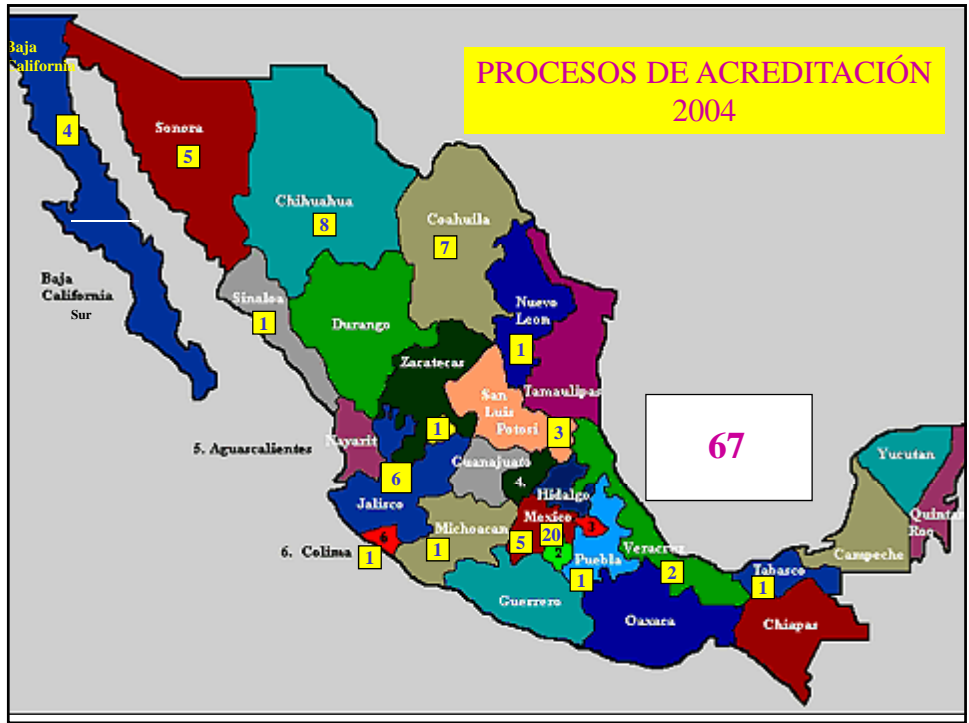 PROCESOS DE ACREDITACIÓN
2004
Baja
California
4
Sonora
5
Chihuahua
8
Coahuila
7
Baja
California
Sur
Sinaloa
1
Durango
Nuevo
Leon
1
Zacatecas
Tamaulipas
San
Luis
Potosi
3
1
5. Aguascalientes
Nayarit
Guanajuato
6
4.
Hidalgo
67
Yucutan
Quintan
Roq
Campeche
Jalisco
Michoacan
1
Mexico
20
5
3
2
6
6. Colima
1
Puebla
1
Veracruz
2
Tabasco
1
Guerrero
Oaxaca
Chiapas